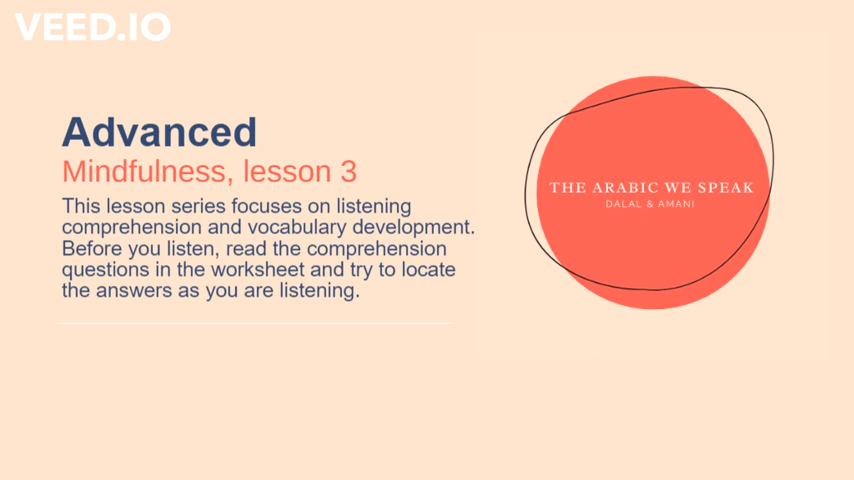 VEED.IO
Advanced
Mindfulness, lesson 3
This lesson series focuses on listening
comprehension and vocabulary development.
Before you listen, read the comprehension
questions in the worksheet and try to locate
the answers as you are listening.
THE ARABIC WE SPEAK
DALAL & AMANI